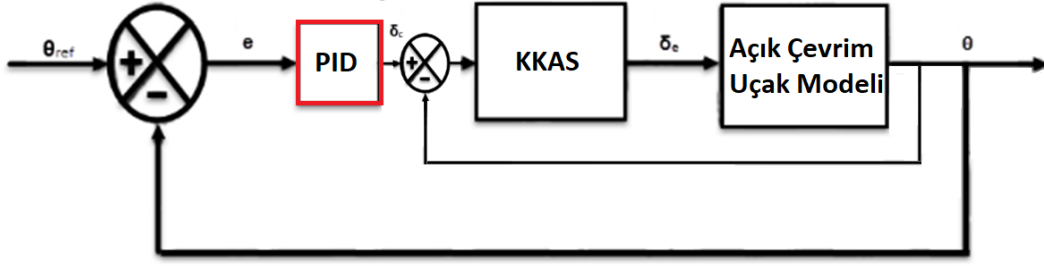 θref
+
−
e
PID
δc
+
−
KKAS
δe
Açık Çevrim
Uçak Modeli
θ